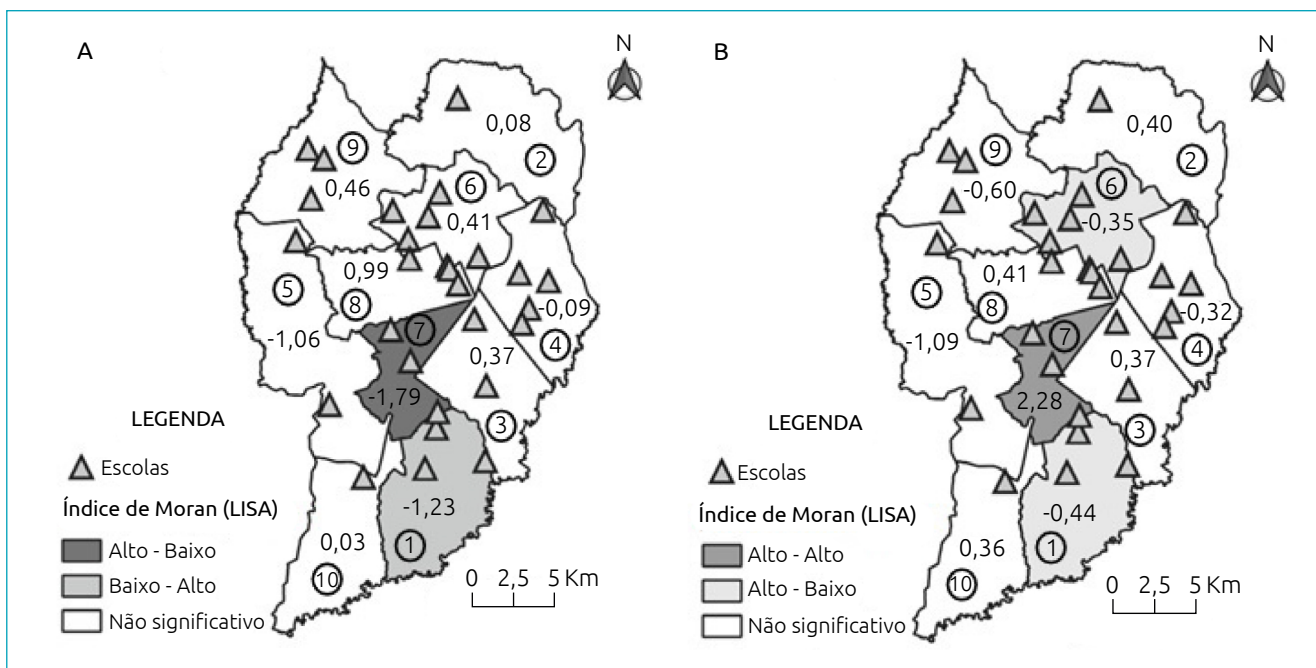 A
N
0,08
2
9
0,46
6
0,41
0,99
5
8
-0,09
-1,06
7
4
0,37
-1,79
3
LEGENDA
Escolas
-1,23
Índice de Moran (LISA)
0,03
1
Alto - Baixo
10
Baixo - Alto
0 2,5 5 Km
Não significativo
B
N
0,40
2
9
-0,60
6
-0,35
0,41
5
8
-0,32
-1,09
7
4
0,37
2,28
3
LEGENDA
Escolas
-0,44
Índice de Moran (LISA)
0,36
1
Alto - Alto
10
Alto - Baixo
0 2,5 5 Km
Não significativo